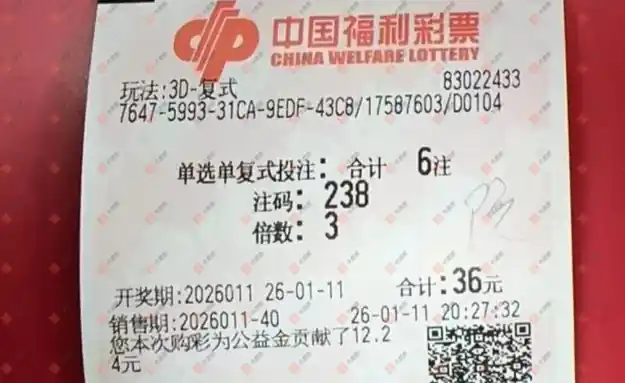 中国福利彩票
CHINA WELFARE LOTTERY
玩法:3D-复式 83022433
7647-5993-31CA-9EDF-43C8/17587603/D0104
单选单复式投注: 合计 6注
注码: 238
倍数: 3
开奖期:2026011 26-01-11 合计:36元
销售期:2026011-40 26-01-11 20:27:32
您本次购彩为公益金贡献了12.2
4元